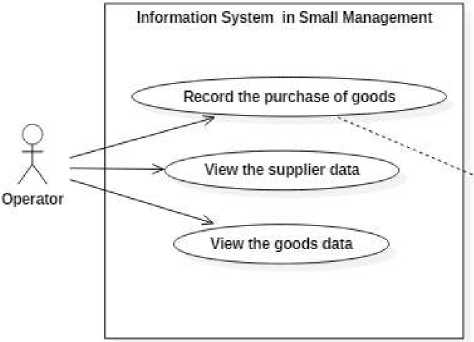 Information System in Small Management
Record the purchase of goods
View the supplier data
Operator
View the goods data